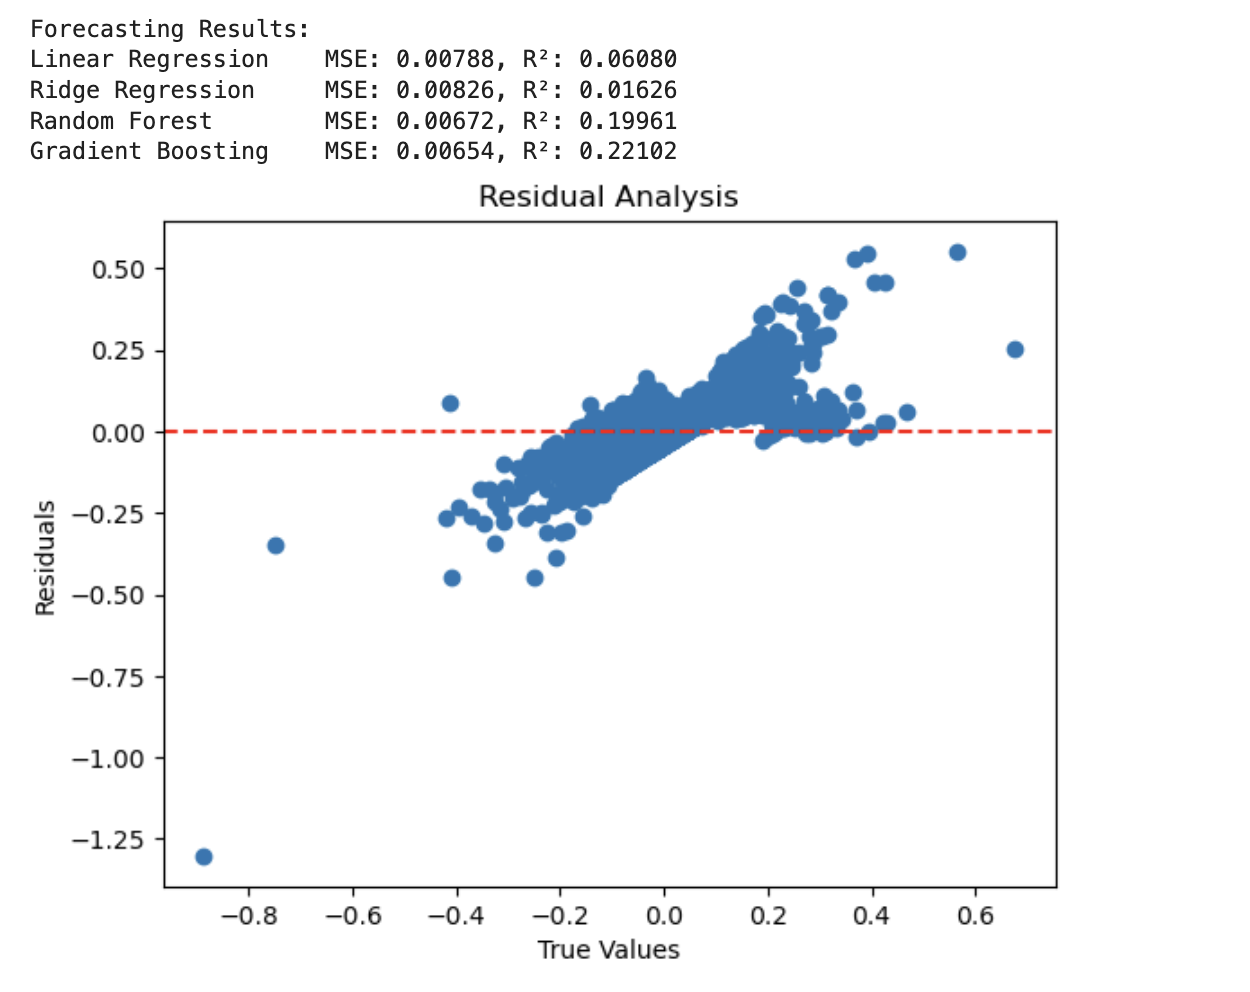 Forecasting Results:
Linear Regression    MSE: 0.00788, R²: 0.06080
Ridge Regression     MSE: 0.00826, R²: 0.01626
Random Forest        MSE: 0.00672, R²: 0.19961
Gradient Boosting    MSE: 0.00654, R²: 0.22102
Residual Analysis
0.50
0.25
0.00
−0.25
−0.50
−0.75
−1.00
−1.25
Residuals
−0.8 −0.6 −0.4 −0.2 0.0 0.2 0.4 0.6
True Values